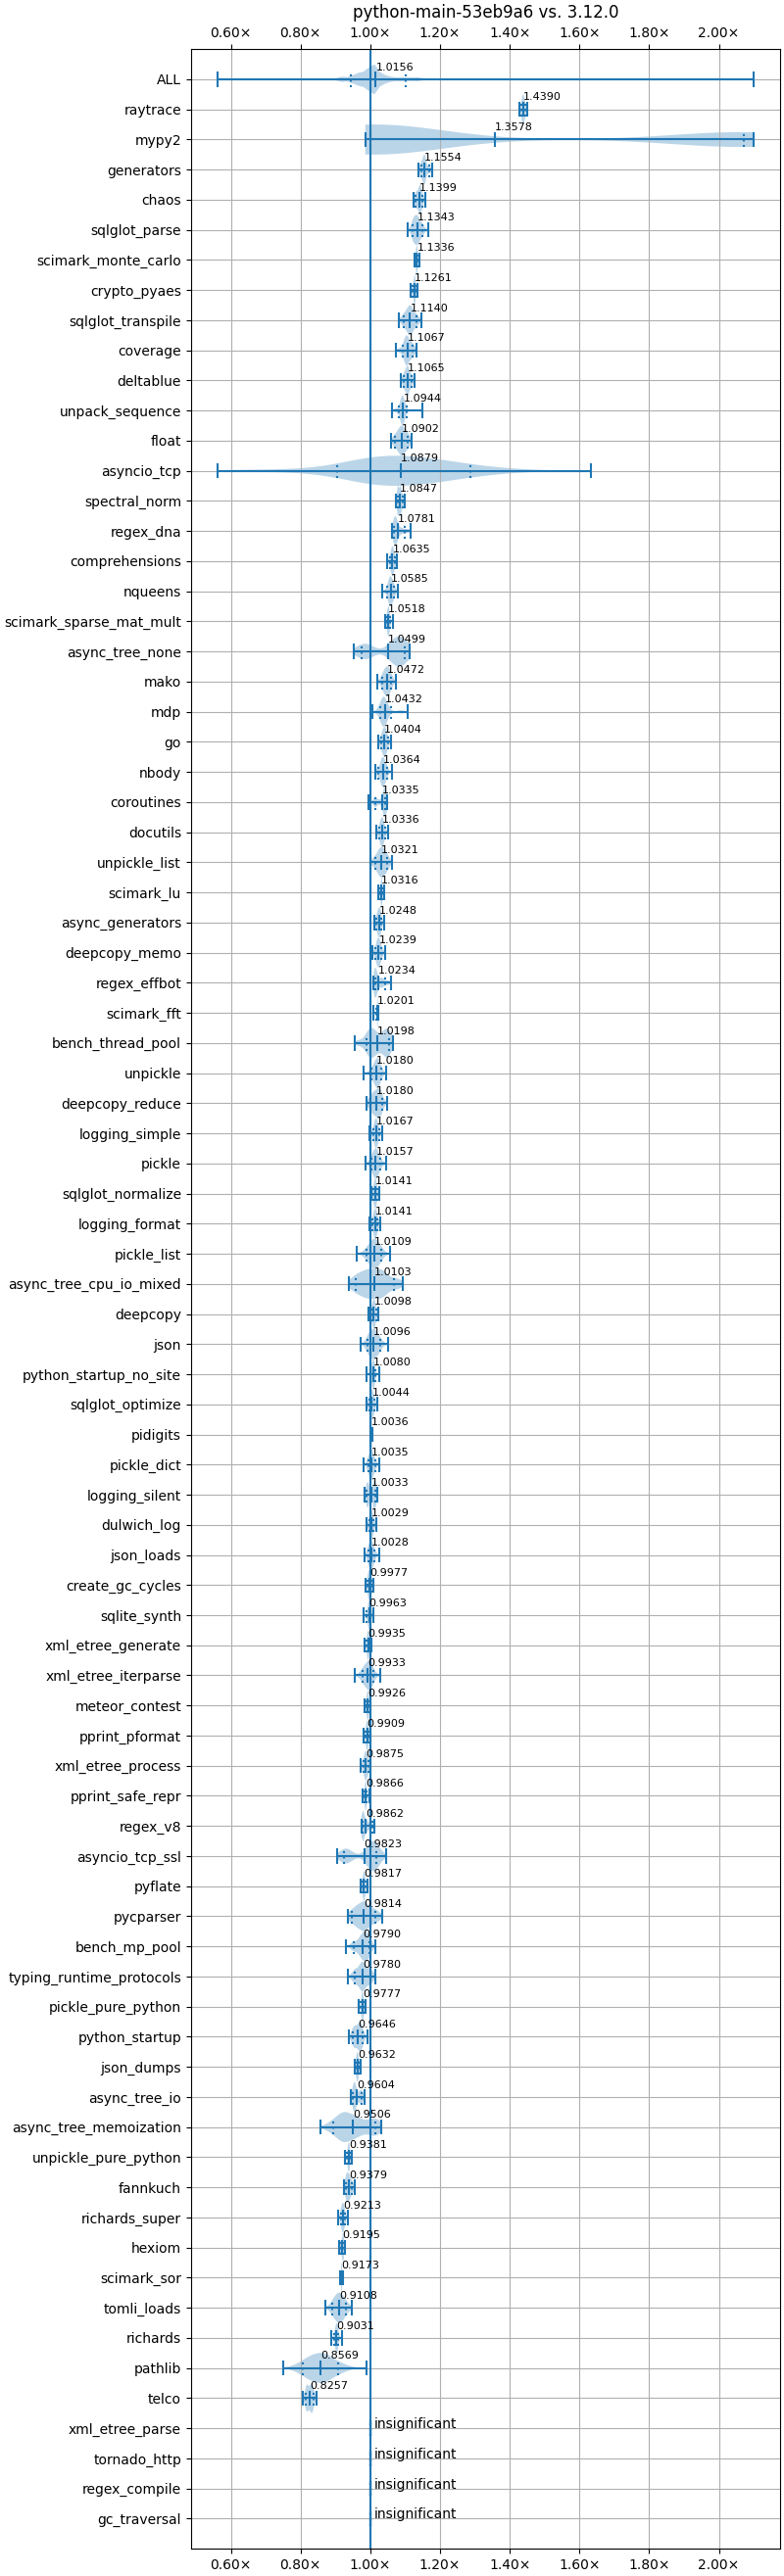 python-main-53eb9a6 vs. 3.12.0
0.60× 0.80× 1.00× 1.20× 1.40× 1.60× 1.80× 2.00×
ALL 1.0156
raytrace 1.4390
mypy2 1.3578
generators 1.1554
chaos 1.1399
sqlglot_parse 1.1343
scimark_monte_carlo 1.1336
crypto_pyaes 1.1261
sqlglot_transpile 1.1140
coverage 1.1067
deltablue 1.1065
unpack_sequence 1.0944
float 1.0902
asyncio_tcp 1.0879
spectral_norm 1.0847
regex_dna 1.0781
comprehensions 1.0635
nqueens 1.0585
scimark_sparse_mat_mult 1.0518
async_tree_none 1.0499
mako 1.0472
mdp 1.0432
go 1.0404
nbody 1.0364
coroutines 1.0335
docutils 1.0336
unpickle_list 1.0321
scimark_lu 1.0316
async_generators 1.0248
deepcopy_memo 1.0239
regex_effbot 1.0234
scimark_fft 1.0201
bench_thread_pool 1.0198
unpickle 1.0180
deepcopy_reduce 1.0180
logging_simple 1.0167
pickle 1.0157
sqlglot_normalize 1.0141
logging_format 1.0141
pickle_list 1.0109
async_tree_cpu_io_mixed 1.0103
deepcopy 1.0098
json 1.0096
python_startup_no_site 1.0080
sqlglot_optimize 1.0044
pidigits 1.0036
pickle_dict 1.0035
logging_silent 1.0033
dulwich_log 1.0029
json_loads 1.0028
create_gc_cycles 0.9977
sqlite_synth 0.9963
xml_etree_generate 0.9935
xml_etree_iterparse 0.9933
meteor_contest 0.9926
pprint_pformat 0.9909
xml_etree_process 0.9875
pprint_safe_repr 0.9866
regex_v8 0.9862
asyncio_tcp_ssl 0.9823
pyflate 0.9817
pycparser 0.9814
bench_mp_pool 0.9790
typing_runtime_protocols 0.9780
pickle_pure_python 0.9777
python_startup 0.9646
json_dumps 0.9632
async_tree_io 0.9604
async_tree_memoization 0.9506
unpickle_pure_python 0.9381
fannkuch 0.9379
richards_super 0.9213
hexiom 0.9195
scimark_sor 0.9173
tomli_loads 0.9108
richards 0.9031
pathlib 0.8569
telco 0.8257
xml_etree_parse insignificant
tornado_http insignificant
regex_compile insignificant
gc_traversal insignificant
0.60× 0.80× 1.00× 1.20× 1.40× 1.60× 1.80× 2.00×